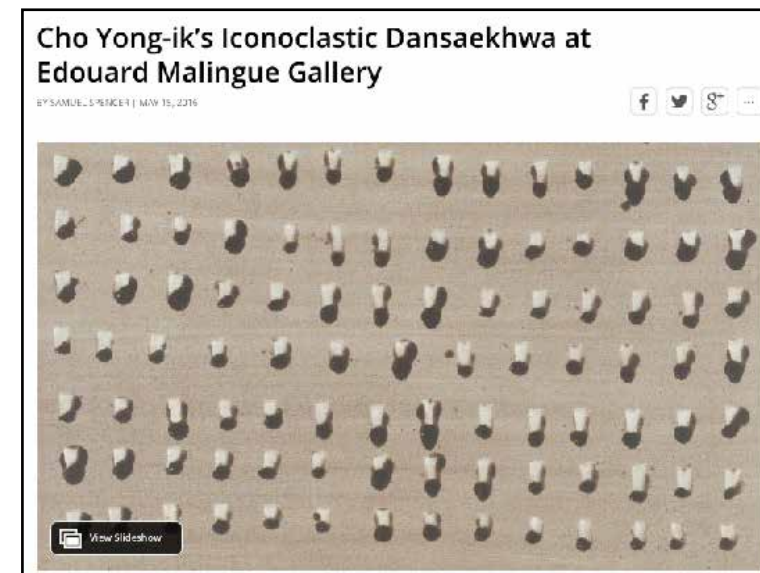 Cho Yong-ik's Iconoclastic Dansaekhwa at
Edouard Malingue Gallery
BY SAMUEL SPENCER | MAY 15, 2016
View Slideshow